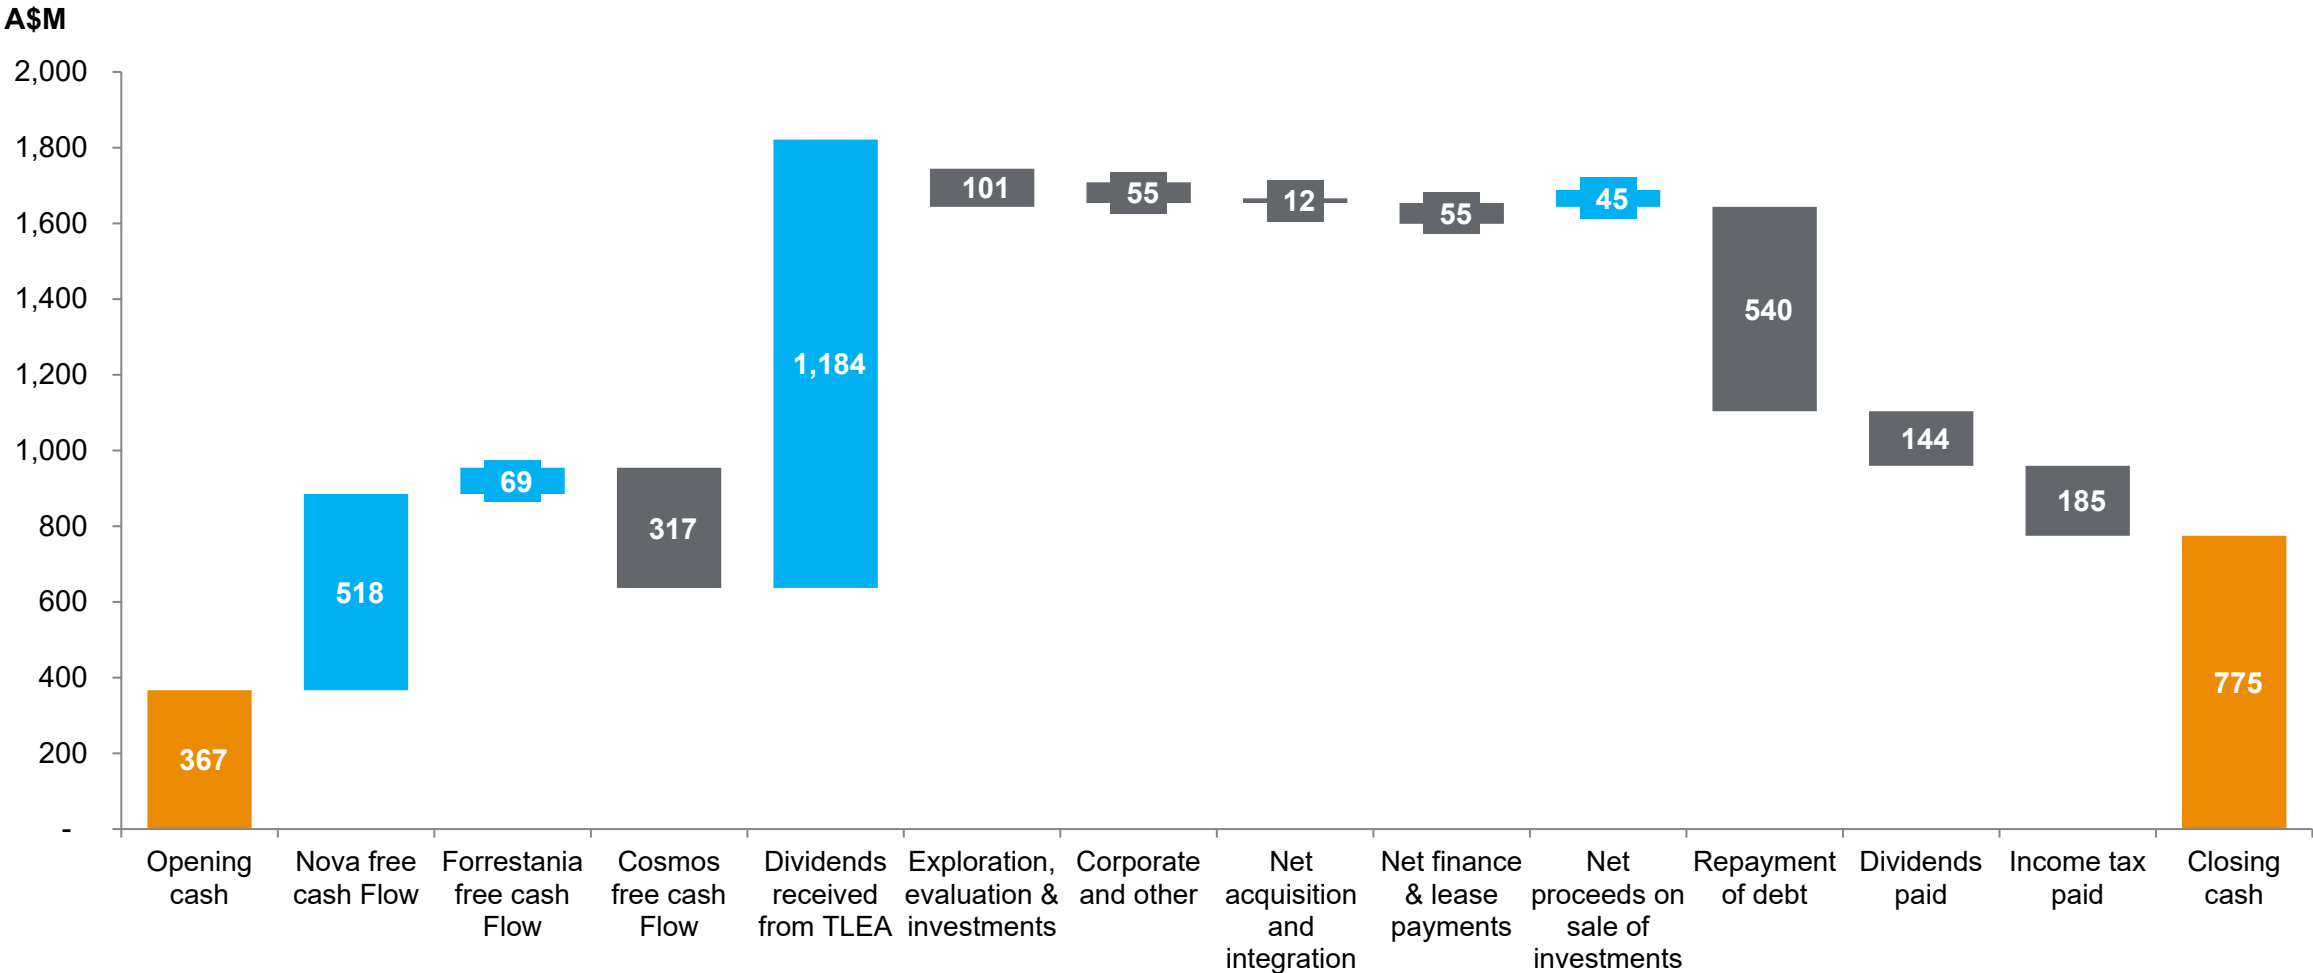 A$M
2,000
1,800
1,600
1,400
1,200
1,000
800
600
400
200
-
367
518
69
317
1,184
101
55
12
55
45
540
144
185
775
Opening
cash
Nova free
cash Flow
Forrestania
free cash
Flow
Cosmos
free cash
Flow
Dividends
received
from TLEA
Exploration,
evaluation &
investments
Corporate
and other
Net
acquisition
and
integration
Net finance
& lease
payments
Net
proceeds on
sale of
investments
Repayment
of debt
Dividends
paid
Income tax
paid
Closing
cash